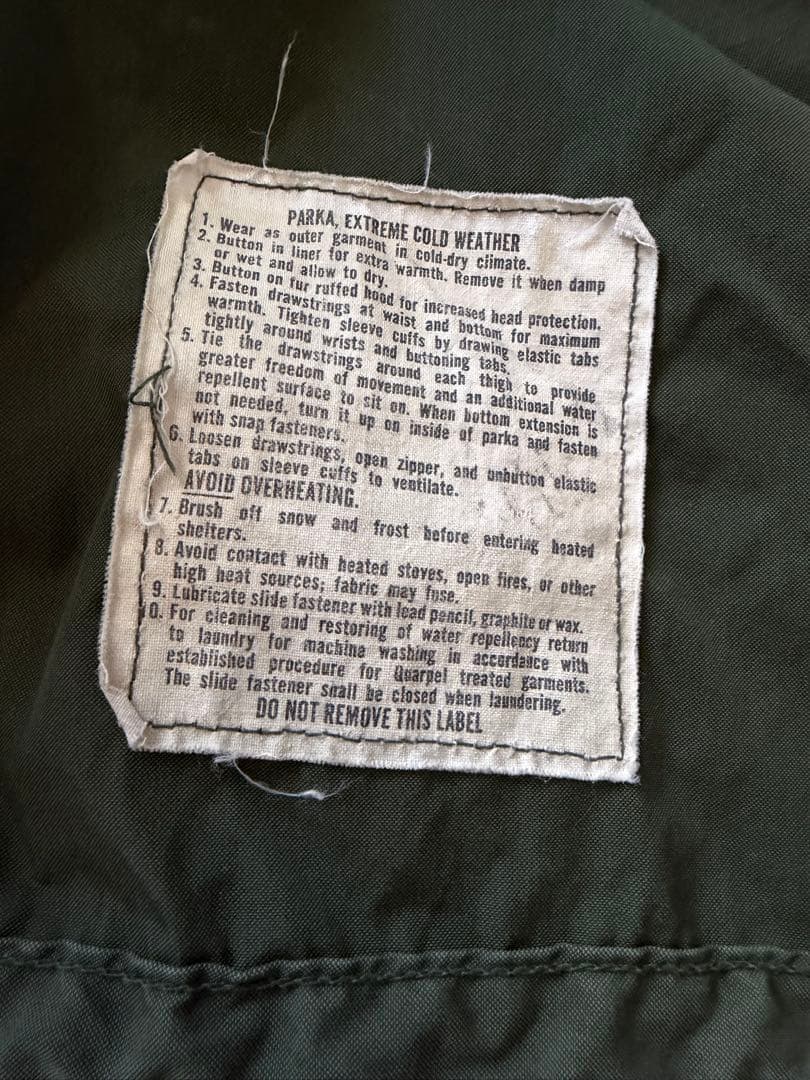 PARKA, EXTREME COLD WEATHER
1. Wear as outer garment in cold-dry climate.
2. Button in liner for extra warmth. Remove it when damp
or wet and allow to dry.
3. Button on fur ruffed hood for increased head protection.
4. Fasten drawstrings at waist and bottom for maximum
warmth. Tighten sleeve cuffs by drawing elastic tabs
tightly around wrists and buttoning tabs.
5. Tie the drawstrings around each thigh to provide
greater freedom of movement and an additional water
repellent surface to sit on. When bottom extension is
not needed, turn it up on inside of parka and fasten
with snap fasteners.
6. Loosen drawstrings, open zipper, and unbutton elastic
tabs on sleeve cuffs to ventilate.
AVOID OVERHEATING.
7. Brush off snow and frost before entering heated
shelters.
8. Avoid contact with heated stoves, open fires, or other
high heat sources; fabric may fuse.
9. Lubricate slide fastener with lead pencil, graphite or wax.
10. For cleaning and restoring of water repellency return
to laundry for machine washing in accordance with
established procedure for Quarpel treated garments.
The slide fastener shall be closed when laundering.
DO NOT REMOVE THIS LABEL